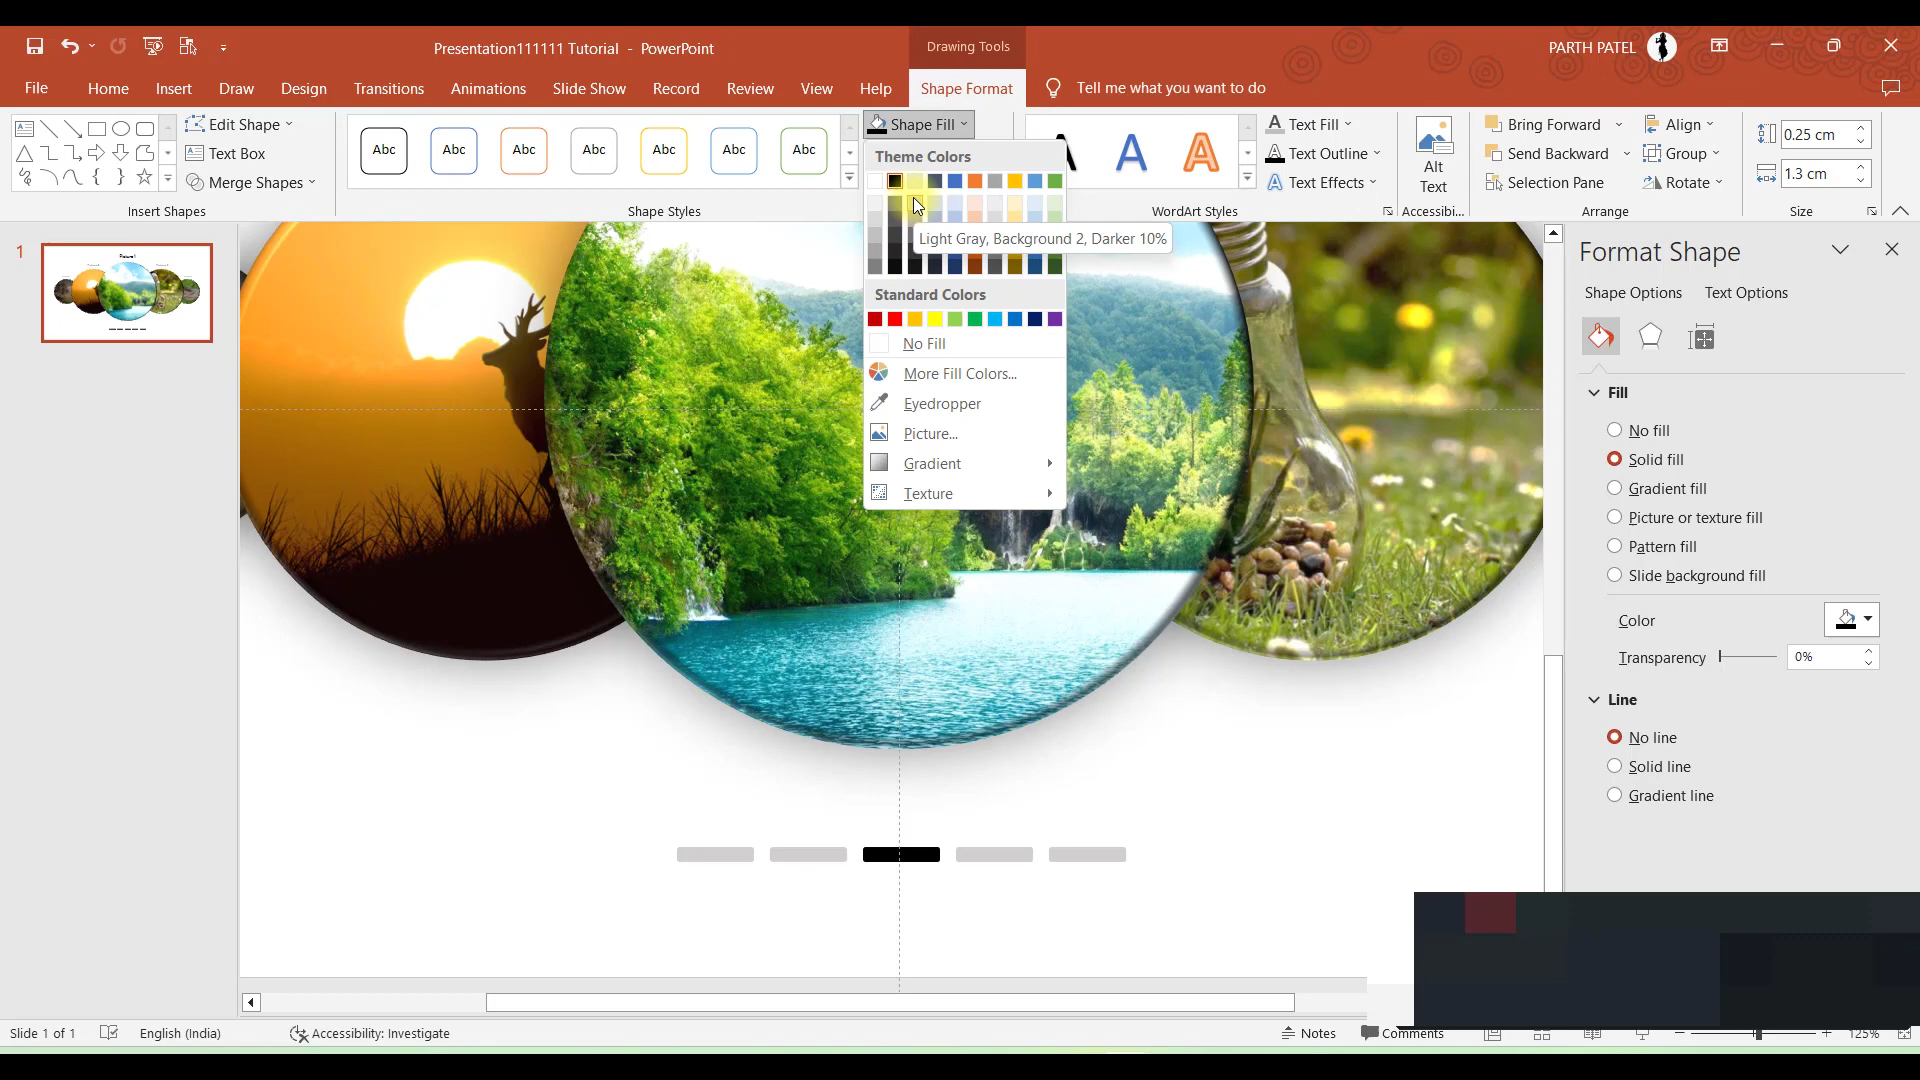 Presentation111111 Tutorial - PowerPoint
Drawing Tools
PARTH PATEL
File Home Insert Draw Design Transitions Animations Slide Show Record Review View Help Shape Format Tell me what you want to do
Edit Shape
Text Box
Merge Shapes
Insert Shapes
Abc Abc Abc Abc Abc Abc Abc
Shape Styles
Shape Fill
Theme Colors
Light Gray, Background 2, Darker 10%
Standard Colors
No Fill
More Fill Colors...
Eyedropper
Picture...
Gradient
Texture
A A A
WordArt Styles
Text Fill
Text Outline
Text Effects
Alt
Text
Accessibi...
Bring Forward
Send Backward
Selection Pane
Align
Group
Rotate
Arrange
0.25 cm
1.3 cm
Size
1
Format Shape
Shape Options Text Options
Fill
No fill
Solid fill
Gradient fill
Picture or texture fill
Pattern fill
Slide background fill
Color
Transparency 0%
Line
No line
Solid line
Gradient line
Slide 1 of 1 English (India) Accessibility: Investigate Notes Comments 125%